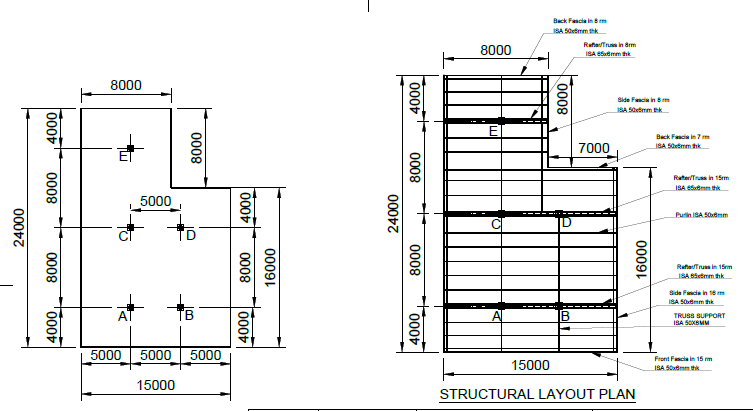 8000
4000
8000
E
8000
5000
24000
C
D
4000
16000
8000
8000
A
B
4000
4000
5000
5000
5000
15000
Back Fascia in 8 rm
ISA 50x6mm thk
8000
Rafter/Truss in 8rm
ISA 65x6mm thk
4000
8000
Side Fascia in 8 rm
ISA 50x6mm thk
E
Back Fascia in 7 rm
ISA 50x6mm thk
7000
8000
Rafter/Truss in 15rm
ISA 65x6mm thk
24000
C
D
Purlin ISA 50x6mm
8000
16000
Rafter/Truss in 15rm
ISA 65x6mm thk
Side Fascia in 16 rm
ISA 50x6mm thk
A
B
TRUSS SUPPORT
ISA 50X6MM
4000
Front Fascia in 15 rm
ISA 50x6mm thk
15000
STRUCTURAL LAYOUT PLAN